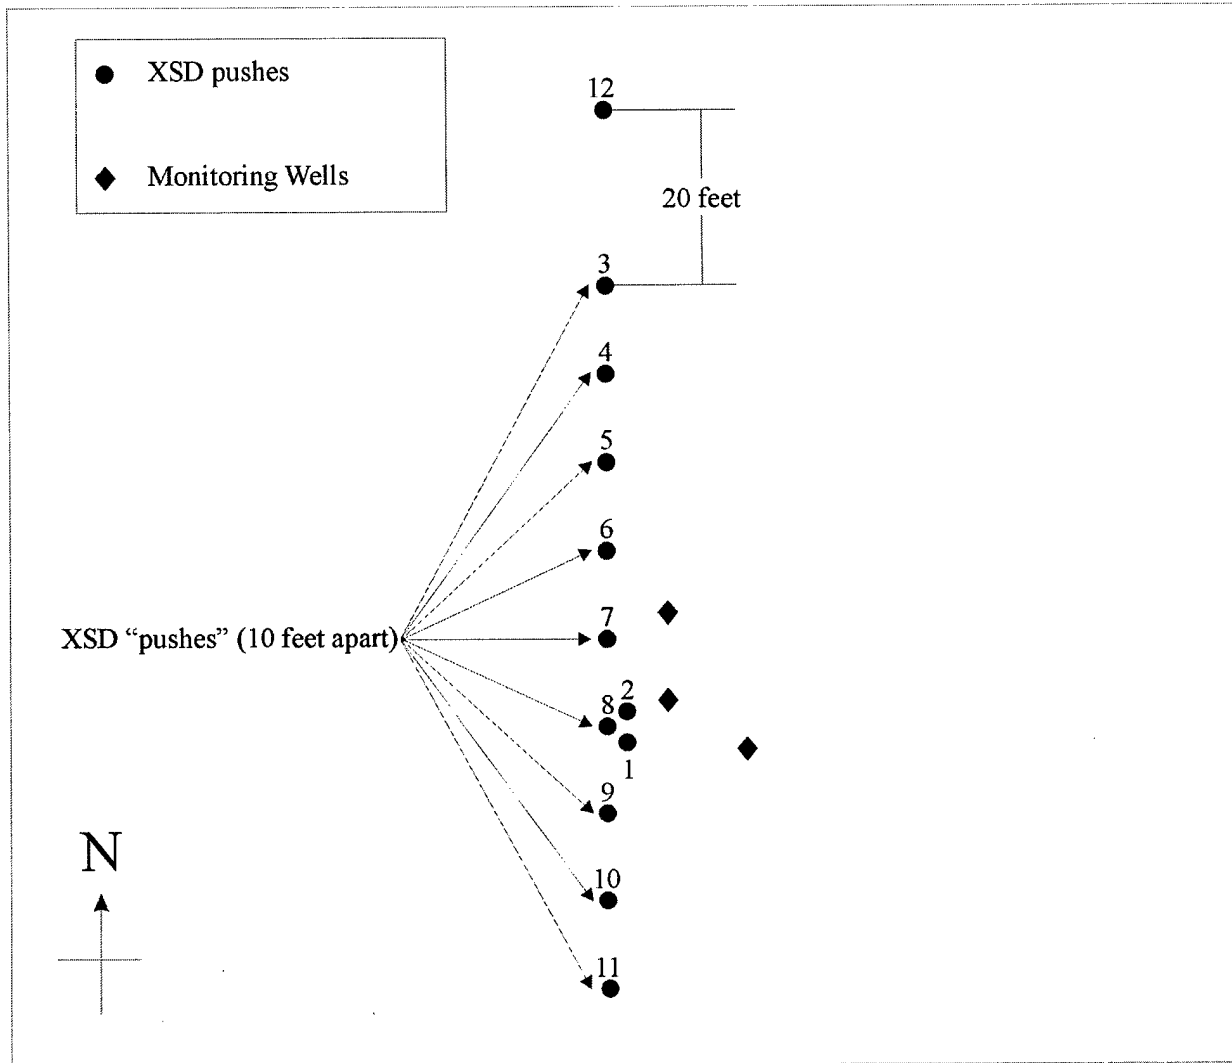 XSD pushes
Monitoring Wells
12
20 feet
3
4
5
6
7
XSD “pushes” (10 feet apart)
8
2
1
9
10
11
N